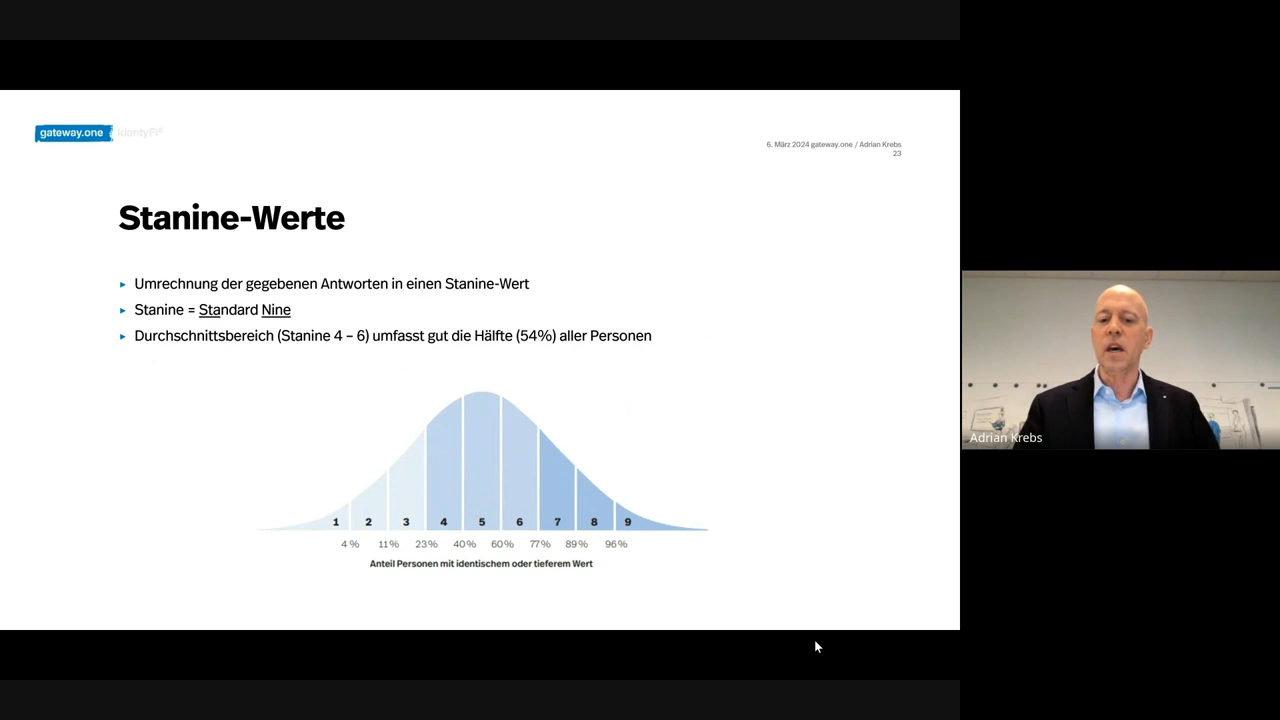 gateway.one IdentyFI®
6. März 2024 gateway.one / Adrian Krebs
23
Stanine-Werte
▸ Umrechnung der gegebenen Antworten in einen Stanine-Wert
▸ Stanine = Standard Nine
▸ Durchschnittsbereich (Stanine 4 – 6) umfasst gut die Hälfte (54%) aller Personen
1 2 3 4 5 6 7 8 9
4 % 11 % 23 % 40 % 60 % 77 % 89 % 96 %
Anteil Personen mit identischem oder tieferem Wert
Adrian Krebs